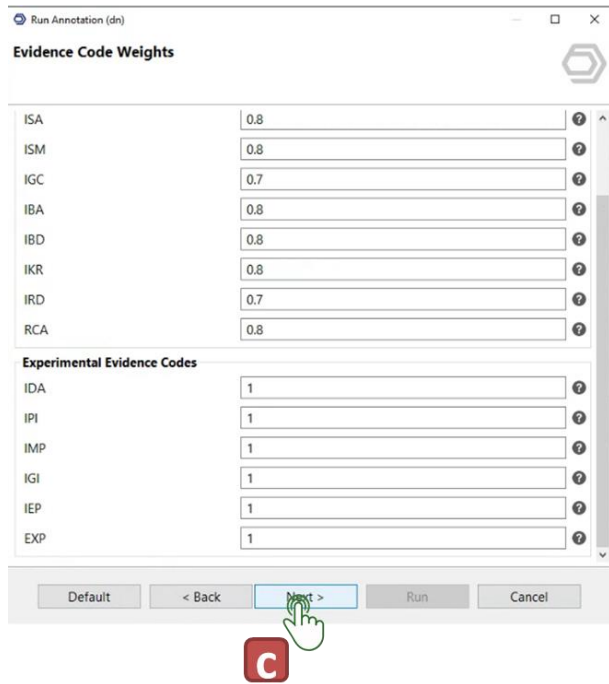 Run Annotation (dn)
Evidence Code Weights
ISA 0.8
ISM 0.8
IGC 0.7
IBA 0.8
IBD 0.8
IKR 0.8
IRD 0.7
RCA 0.8
Experimental Evidence Codes
IDA 1
IPI 1
IMP 1
IGI 1
IEP 1
EXP 1
Default < Back Next > Run Cancel
C